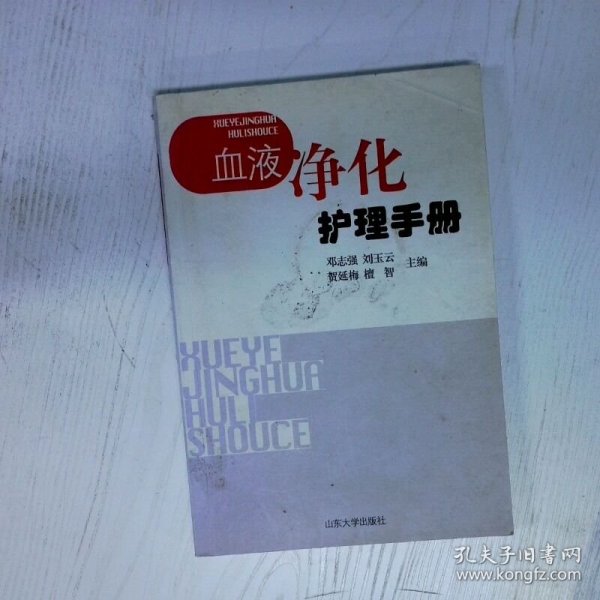 XUEYEJINGHUA
HULISHOUCE
血液净化
护理手册
邓志强 刘玉云
贺延梅 檀 智 主编
XUEYE
JINGHUA
HULI
SHOUCE
山东大学出版社
孔夫子旧书网
www.kongfz.com